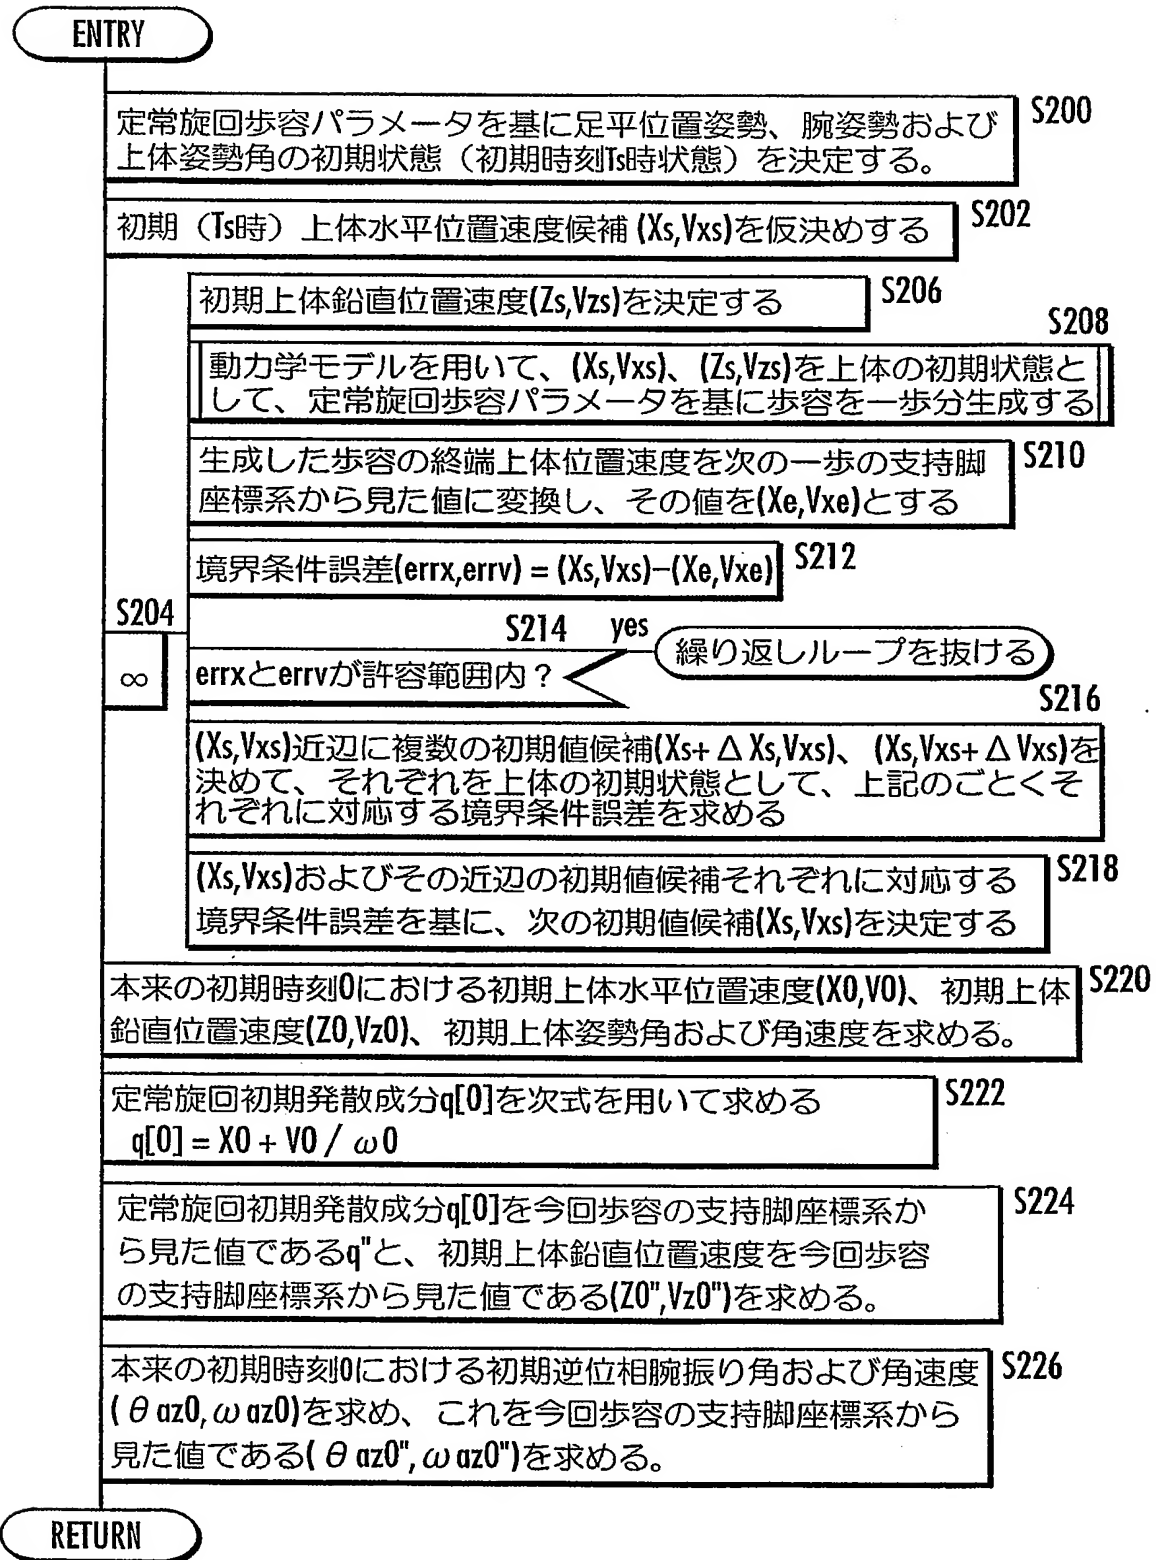 ENTRY
定常旋回歩容パラメータを基に足平位置姿勢、腕姿勢および
上体姿勢角の初期状態（初期時刻Ts時状態）を決定する。
S200
初期（Ts時）上体水平位置速度候補(Xs,Vxs)を仮決めする
S202
初期上体鉛直位置速度(Zs,Vzs)を決定する
S206
S208
動力学モデルを用いて、(Xs,Vxs)、(Zs,Vzs)を上体の初期状態と
して、定常旋回歩容パラメータを基に歩容を一歩分生成する
生成した歩容の終端上体位置速度を次の一歩の支持脚
座標系から見た値に変換し、その値を(Xe,Vxe)とする
S210
境界条件誤差(errx,errv) = (Xs,Vxs)−(Xe,Vxe)
S212
S204
∞
S214
yes
errxとerrvが許容範囲内？
繰り返しループを抜ける
S216
(Xs,Vxs)近辺に複数の初期値候補(Xs+ΔXs,Vxs)、(Xs,Vxs+ΔVxs)を
決めて、それぞれを上体の初期状態として、上記のごとくそ
れぞれに対応する境界条件誤差を求める
(Xs,Vxs)およびその近辺の初期値候補それぞれに対応する
境界条件誤差を基に、次の初期値候補(Xs,Vxs)を決定する
S218
本来の初期時刻0における初期上体水平位置速度(X0,V0)、初期上体
鉛直位置速度(Z0,Vz0)、初期上体姿勢角および角速度を求める。
S220
定常旋回初期発散成分q[0]を次式を用いて求める
q[0] = X0 + V0 / ω0
S222
定常旋回初期発散成分q[0]を今回歩容の支持脚座標系か
ら見た値であるq"と、初期上体鉛直位置速度を今回歩容
の支持脚座標系から見た値である(Z0",Vz0")を求める。
S224
本来の初期時刻0における初期逆位相腕振り角および角速度
(θaz0,ωaz0)を求め、これを今回歩容の支持脚座標系から
見た値である(θaz0",ωaz0")を求める。
S226
RETURN